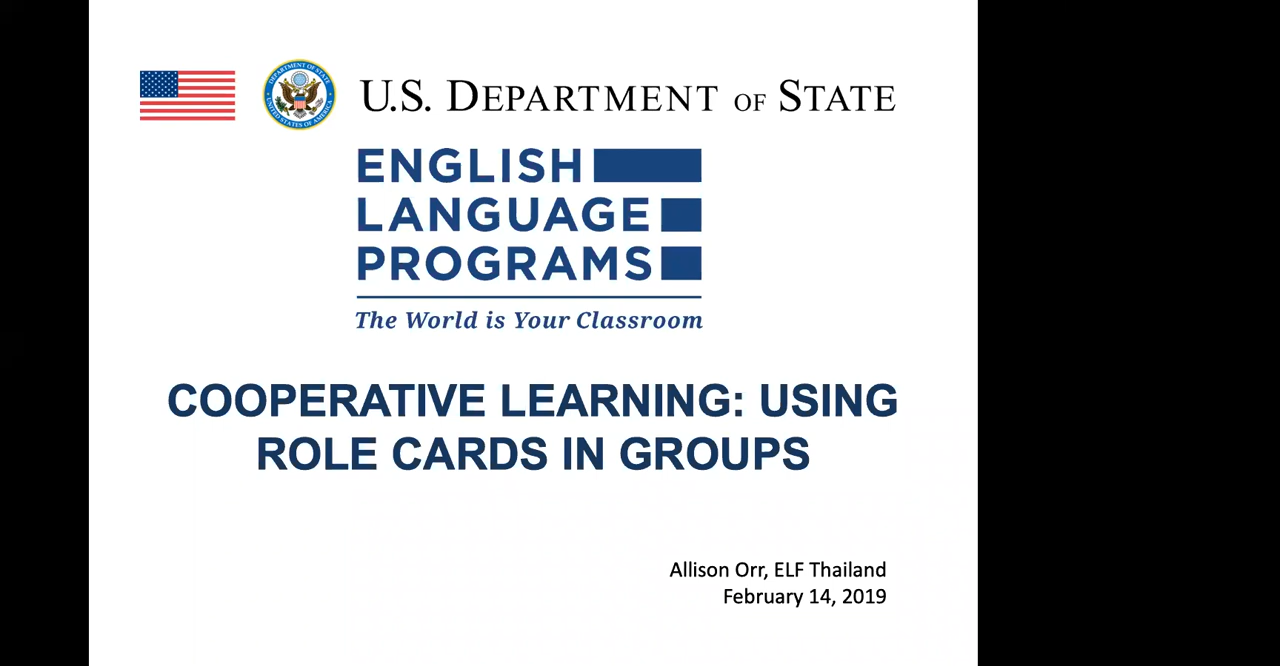 U.S. DEPARTMENT OF STATE
ENGLISH
LANGUAGE
PROGRAMS
The World is Your Classroom
COOPERATIVE LEARNING: USING
ROLE CARDS IN GROUPS
Allison Orr, ELF Thailand
February 14, 2019